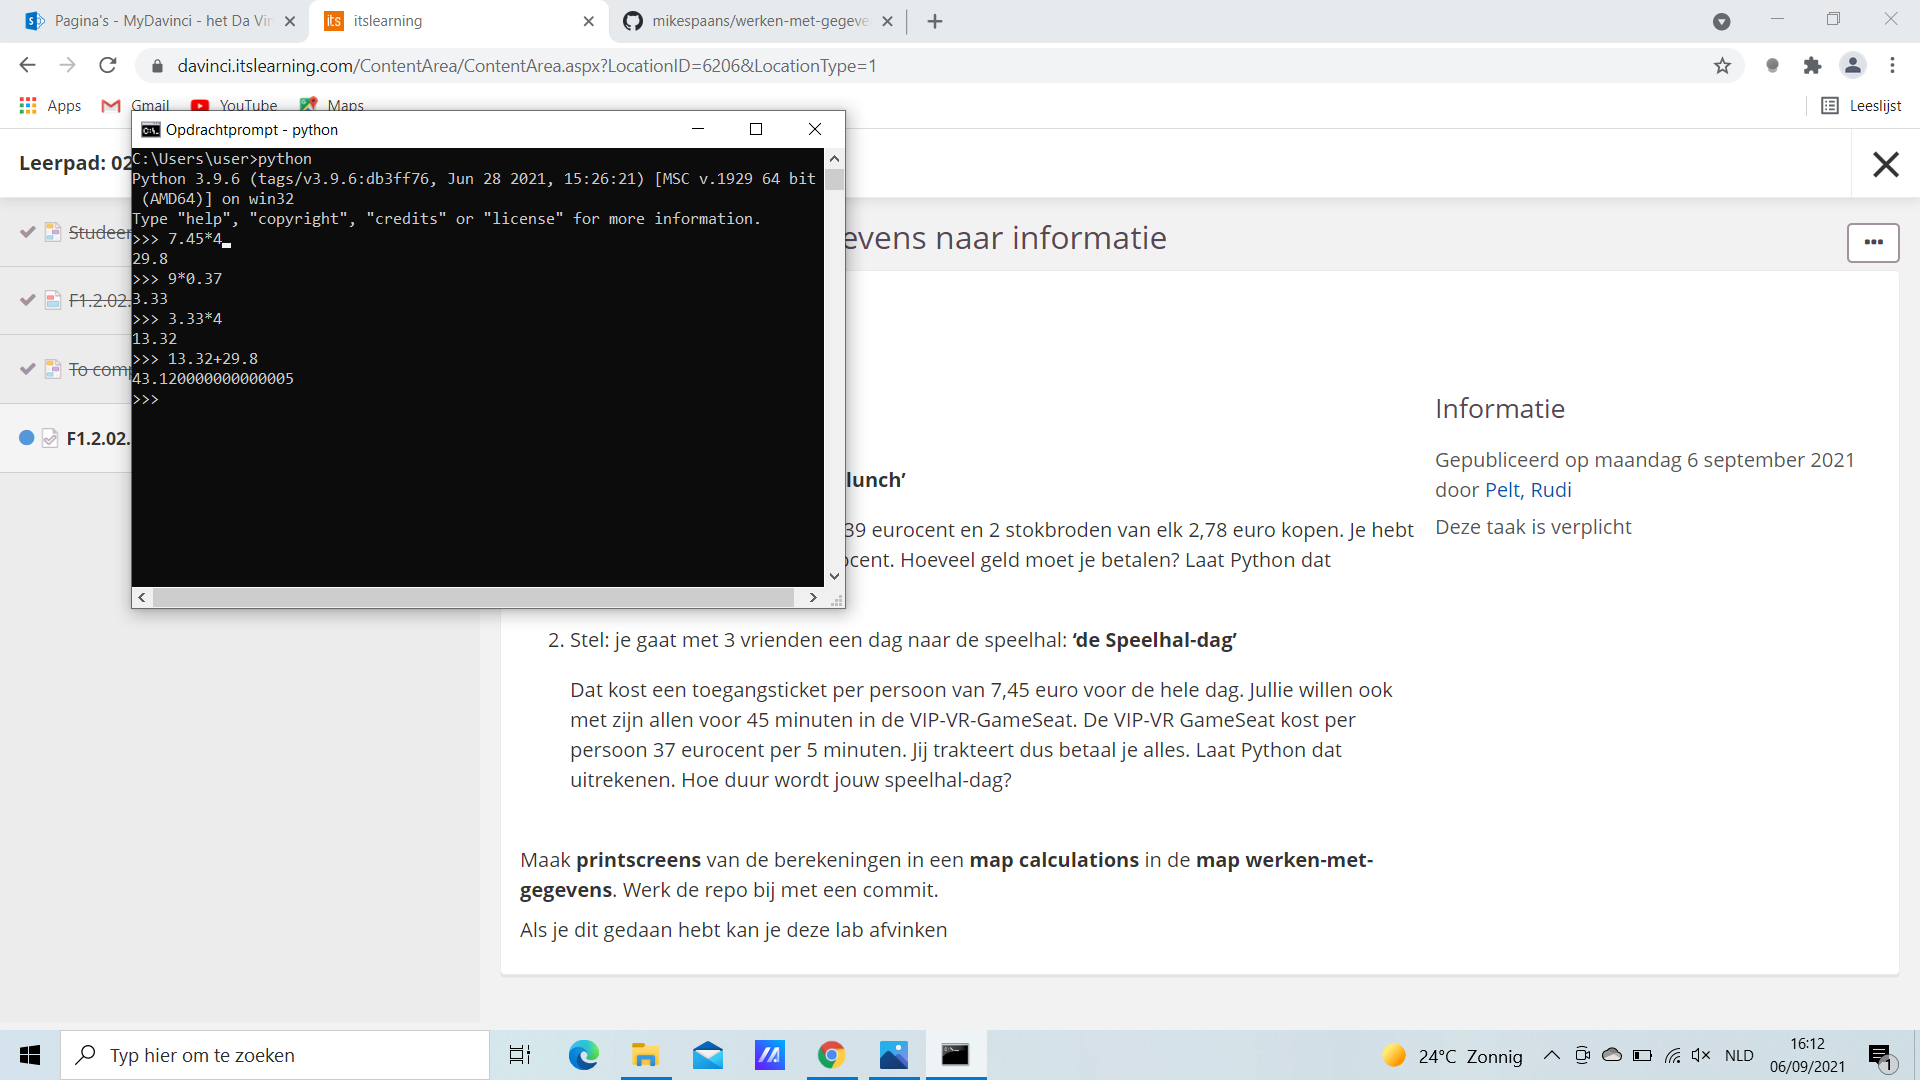 Pagina's - MyDavinci - het Da Vin
itslearning
mikespaans/werken-met-gegeve
davinci.itslearning.com/ContentArea/ContentArea.aspx?LocationID=6206&LocationType=1
Apps
Gmail
YouTube
Maps
Leeslijst
Opdrachtprompt - python
C:\Users\user>python
Python 3.9.6 (tags/v3.9.6:db3ff76, Jun 28 2021, 15:26:21) [MSC v.1929 64 bit
(AMD64)] on win32
Type "help", "copyright", "credits" or "license" for more information.
>>> 7.45*4
29.8
>>> 9*0.37
3.33
>>> 3.33*4
13.32
>>> 13.32+29.8
43.120000000000005
>>>
Leerpad: 02
Studeer
F1.2.02.
To comp
F1.2.02.
evens naar informatie
lunch’
39 eurocent en 2 stokbroden van elk 2,78 euro kopen. Je hebt
ocent. Hoeveel geld moet je betalen? Laat Python dat
2. Stel: je gaat met 3 vrienden een dag naar de speelhal: ‘de Speelhal-dag’
Dat kost een toegangsticket per persoon van 7,45 euro voor de hele dag. Jullie willen ook
met zijn allen voor 45 minuten in de VIP-VR-GameSeat. De VIP-VR GameSeat kost per
persoon 37 eurocent per 5 minuten. Jij trakteert dus betaal je alles. Laat Python dat
uitrekenen. Hoe duur wordt jouw speelhal-dag?
Maak printscreens van de berekeningen in een map calculations in de map werken-met-
gegevens. Werk de repo bij met een commit.
Als je dit gedaan hebt kan je deze lab afvinken
Informatie
Gepubliceerd op maandag 6 september 2021
door Pelt, Rudi
Deze taak is verplicht
Typ hier om te zoeken
24°C Zonnig
NLD
16:12
06/09/2021
1